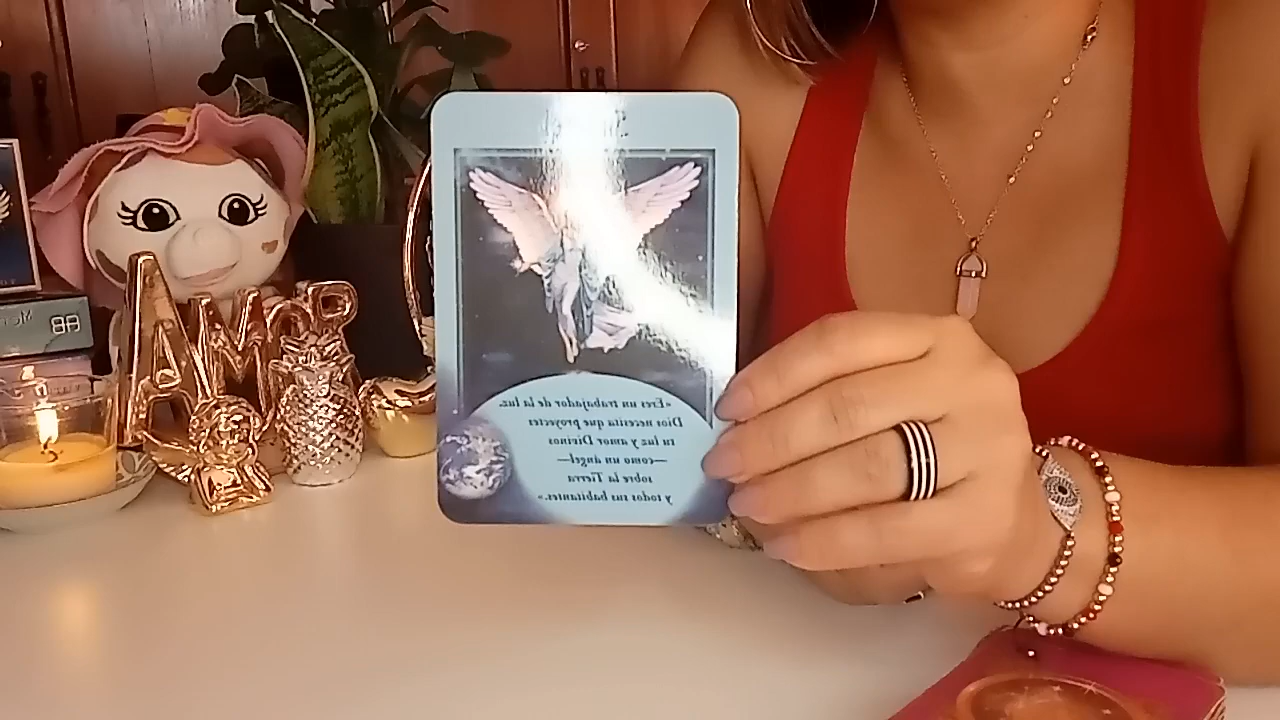 AMOR
«Eres un trabajador de la luz.
Dios necesita que proyectes
tu luz y amor Divinos
—como un ángel—
sobre la Tierra
y todos sus habitantes.»